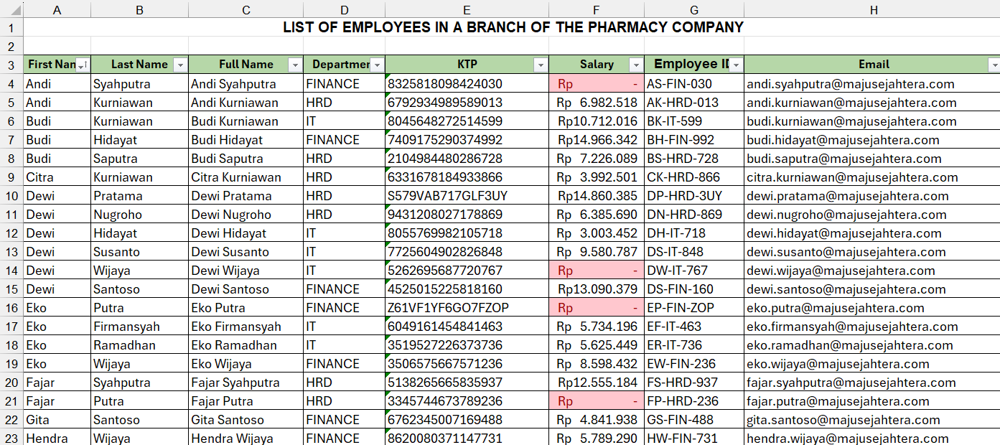 A B C D E F G H
1 LIST OF EMPLOYEES IN A BRANCH OF THE PHARMACY COMPANY
2
3 First Nan Last Name Full Name Departmer KTP Salary Employee ID Email
4 Andi Syahputra Andi Syahputra FINANCE 8325818098424030 Rp - AS-FIN-030 andi.syahputra@majusejahtera.com
5 Andi Kurniawan Andi Kurniawan HRD 6792934989589013 Rp 6.982.518 AK-HRD-013 andi.kurniawan@majusejahtera.com
6 Budi Kurniawan Budi Kurniawan IT 8045648272514599 Rp10.712.016 BK-IT-599 budi.kurniawan@majusejahtera.com
7 Budi Hidayat Budi Hidayat FINANCE 7409175290374992 Rp14.966.342 BH-FIN-992 budi.hidayat@majusejahtera.com
8 Budi Saputra Budi Saputra HRD 2104984480286728 Rp 7.226.089 BS-HRD-728 budi.saputra@majusejahtera.com
9 Citra Kurniawan Citra Kurniawan HRD 6331678184933866 Rp 3.992.501 CK-HRD-866 citra.kurniawan@majusejahtera.com
10 Dewi Pratama Dewi Pratama HRD S579VAB717GLF3UY Rp14.860.385 DP-HRD-3UY dewi.pratama@majusejahtera.com
11 Dewi Nugroho Dewi Nugroho HRD 9431208027178869 Rp 6.385.690 DN-HRD-869 dewi.nugroho@majusejahtera.com
12 Dewi Hidayat Dewi Hidayat IT 8055769982105718 Rp 3.003.452 DH-IT-718 dewi.hidayat@majusejahtera.com
13 Dewi Susanto Dewi Susanto IT 7725604902826848 Rp 9.580.787 DS-IT-848 dewi.susanto@majusejahtera.com
14 Dewi Wijaya Dewi Wijaya IT 5262695687720767 Rp - DW-IT-767 dewi.wijaya@majusejahtera.com
15 Dewi Santoso Dewi Santoso FINANCE 4525015225818160 Rp13.090.379 DS-FIN-160 dewi.santoso@majusejahtera.com
16 Eko Putra Eko Putra FINANCE Z61VF1YF6GO7FZOP Rp - EP-FIN-ZOP eko.putra@majusejahtera.com
17 Eko Firmansyah Eko Firmansyah IT 6049161454841463 Rp 5.734.196 EF-IT-463 eko.firmansyah@majusejahtera.com
18 Eko Ramadhan Eko Ramadhan IT 3519527226373736 Rp 5.625.449 ER-IT-736 eko.ramadhan@majusejahtera.com
19 Eko Wijaya Eko Wijaya FINANCE 3506575667571236 Rp 8.598.432 EW-FIN-236 eko.wijaya@majusejahtera.com
20 Fajar Syahputra Fajar Syahputra HRD 5138265665835937 Rp12.555.184 FS-HRD-937 fajar.syahputra@majusejahtera.com
21 Fajar Putra Fajar Putra HRD 3345744673789236 Rp - FP-HRD-236 fajar.putra@majusejahtera.com
22 Gita Santoso Gita Santoso FINANCE 6762345007169488 Rp 4.841.938 GS-FIN-488 gita.santoso@majusejahtera.com
23 Hendra Wijaya Hendra Wijaya FINANCE 8620080371147731 Rp 5.789.290 HW-FIN-731 hendra.wijaya@majusejahtera.com